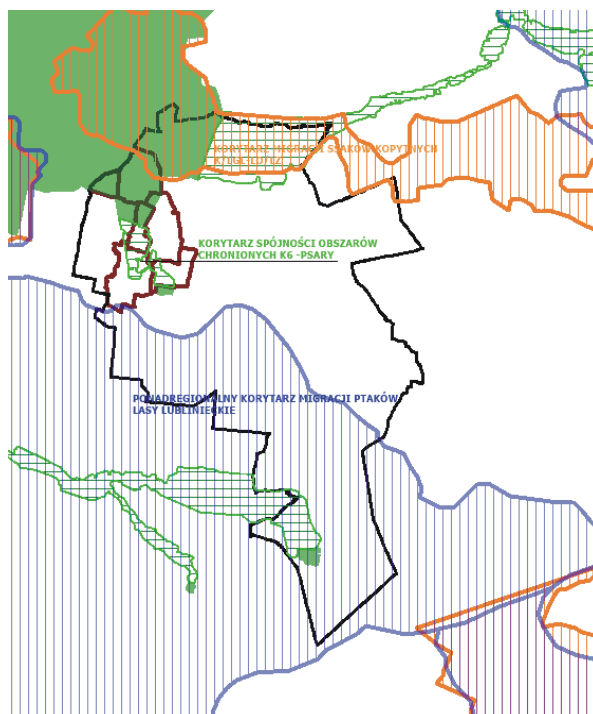 KORYTARZ MIGRACJI SSAKÓW KOPYTNYCH
KORYTARZ SPÓJNOŚCI OBSZARÓW
CHRONIONYCH K6 -PSARY
PONADREGIONALNY KORYTARZ MIGRACJI PTAKÓW
LASY LUBLINIECKIE